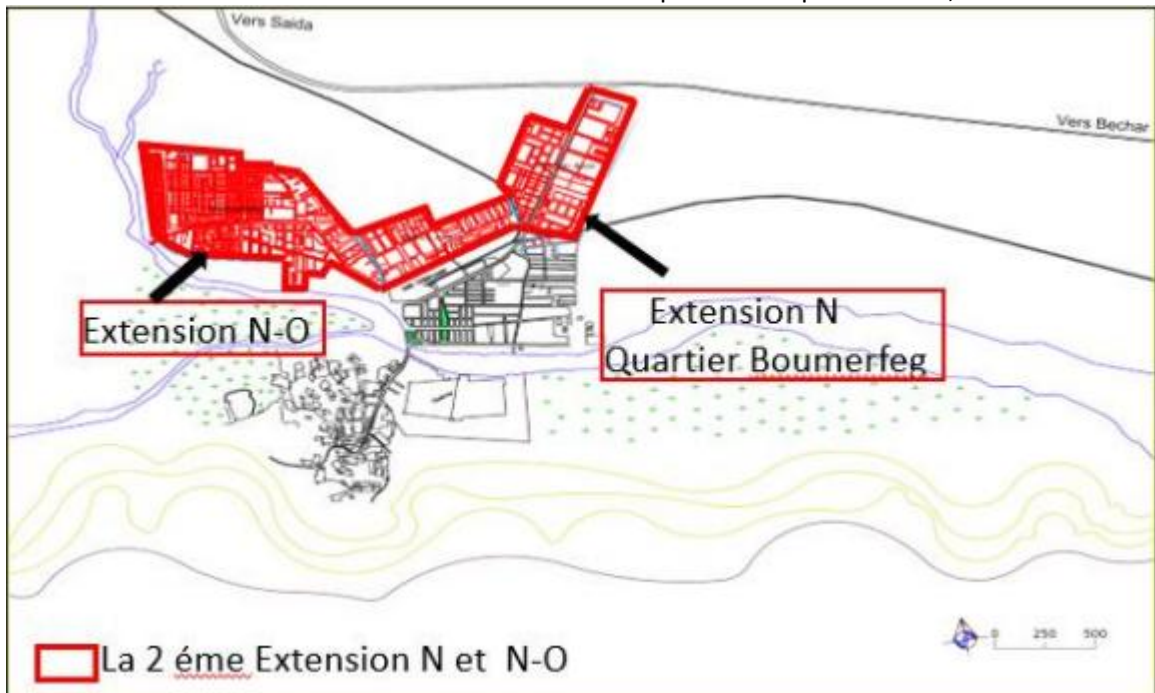 Vers Saida
Vers Bechar
Extension N-O
Extension N
Quartier Boumerfeg
0 250 500
La 2 éme Extension N et N-O